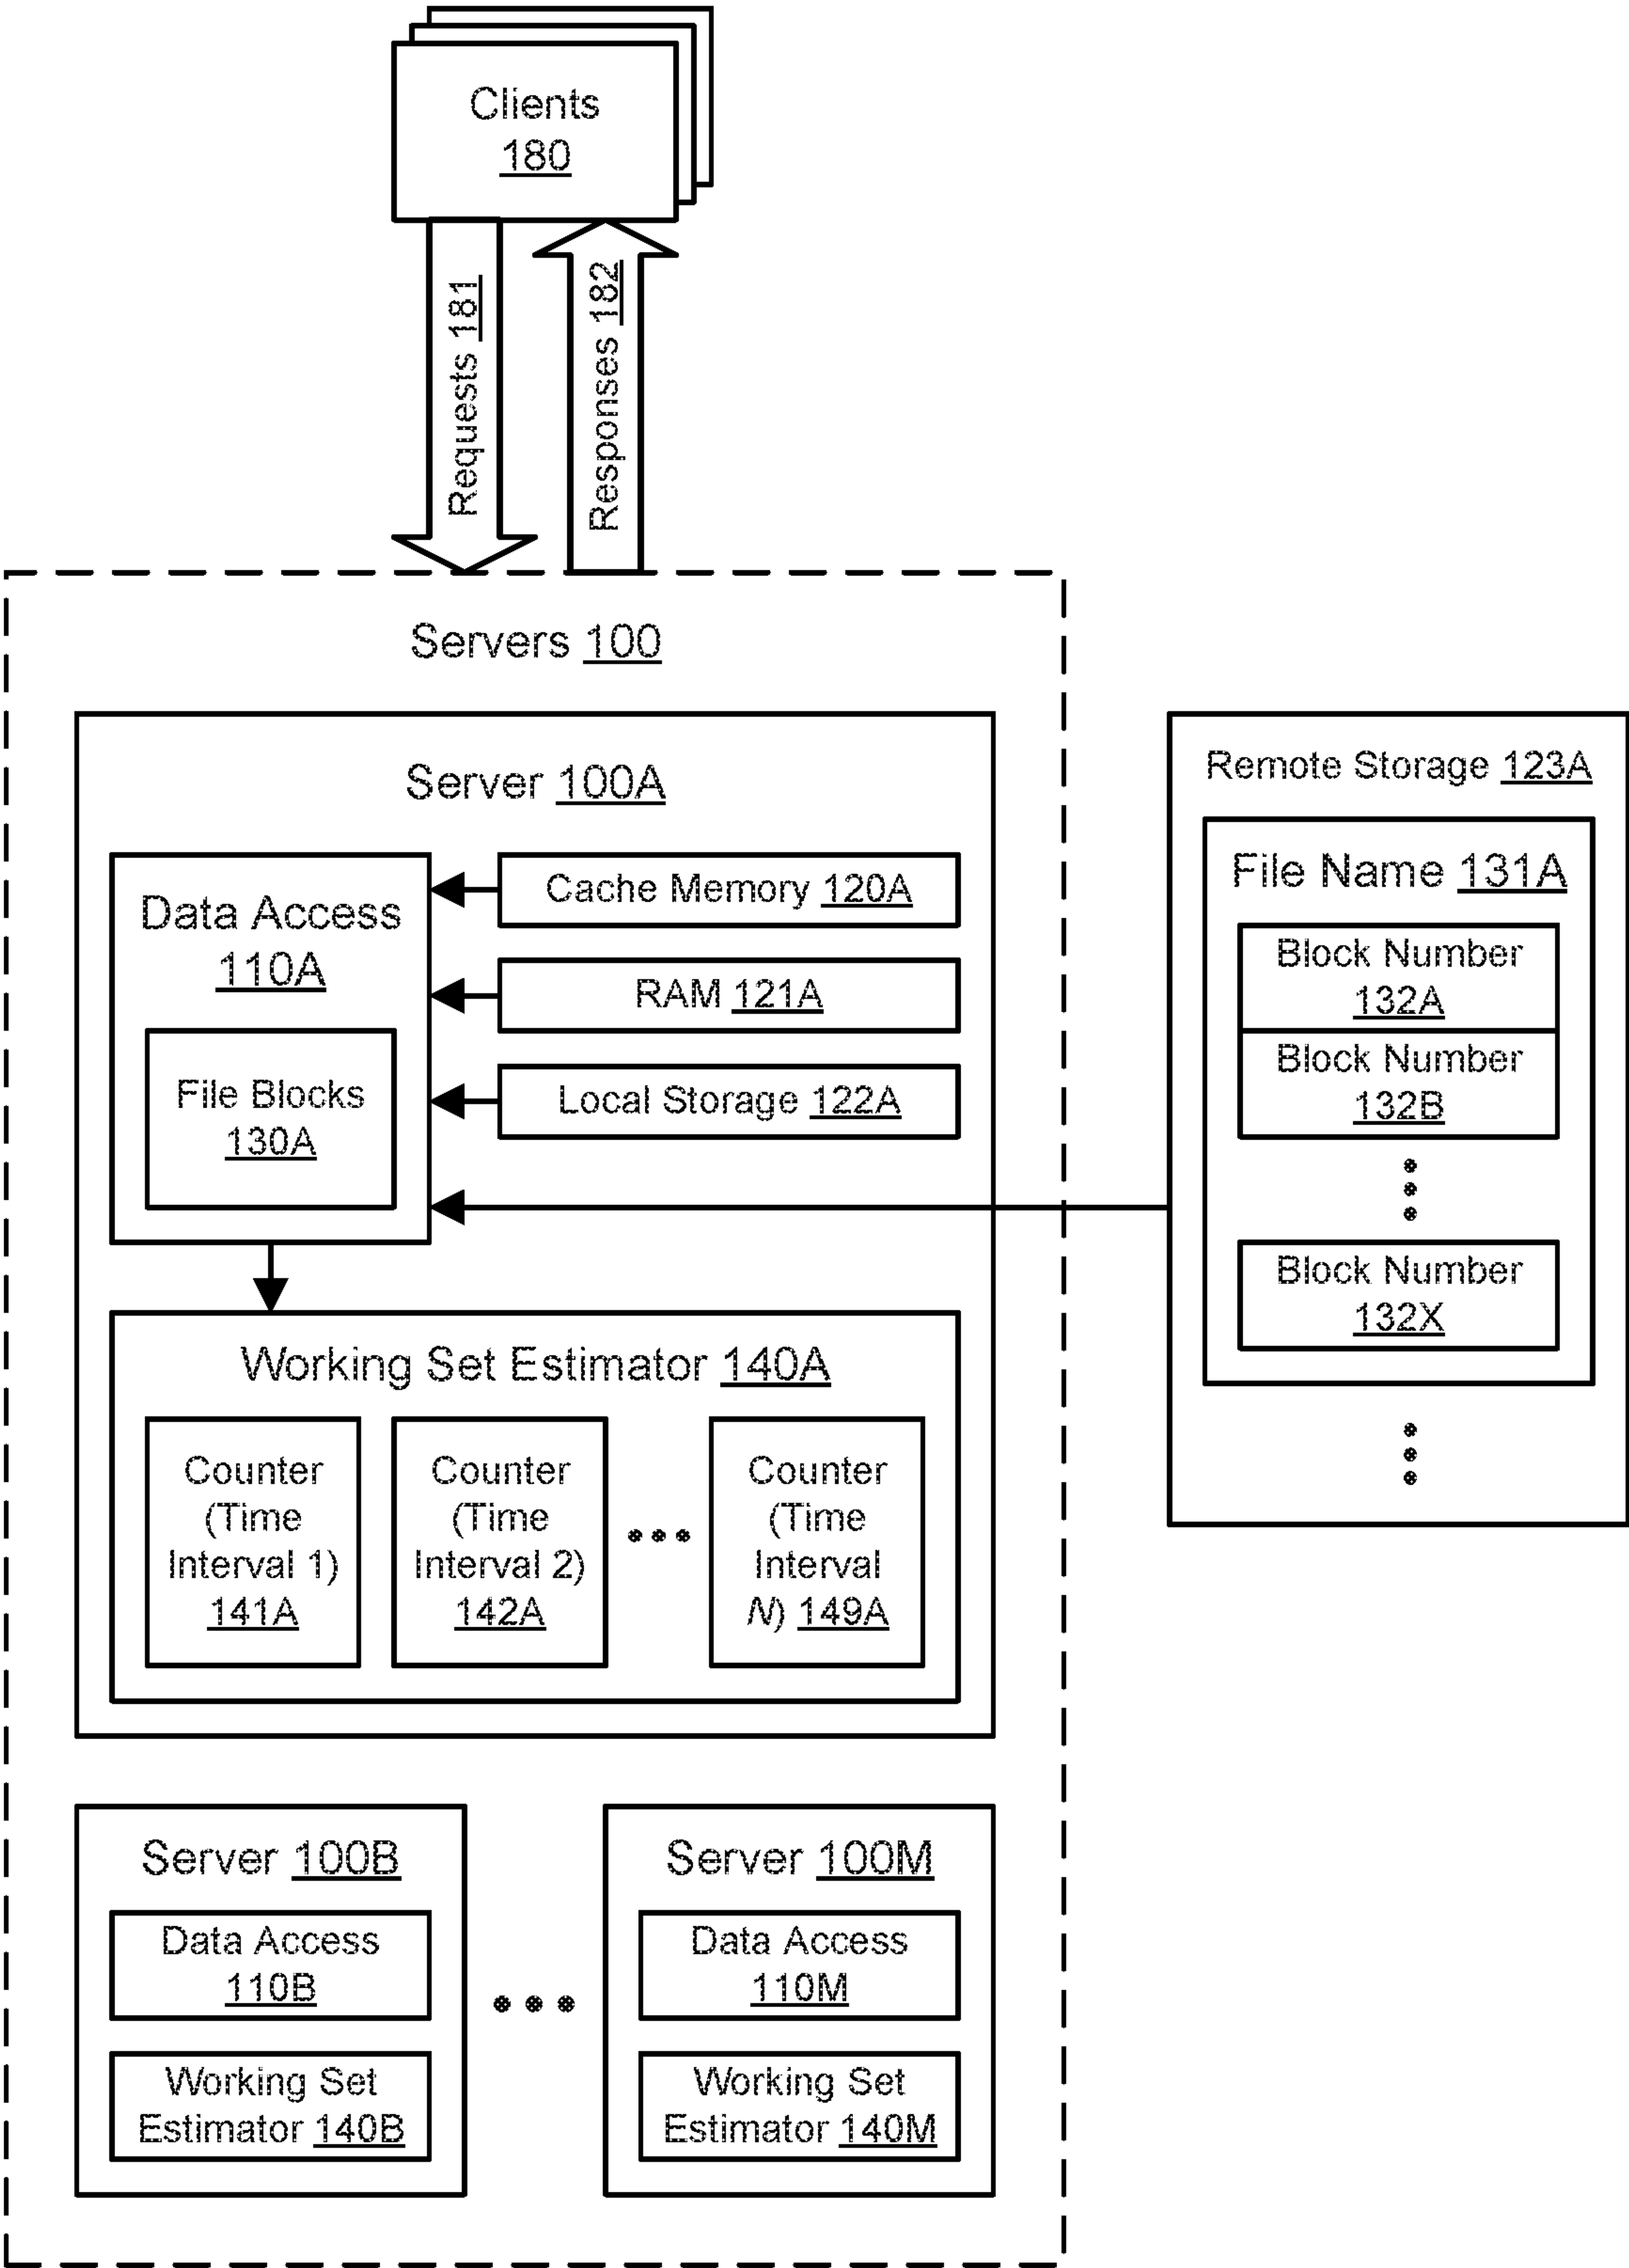 Clients
180
Requests 181
Responses 182
Servers 100
Server 100A
Data Access
110A
File Blocks
130A
Cache Memory 120A
RAM 121A
Local Storage 122A
Remote Storage 123A
File Name 131A
Block Number
132A
Block Number
132B
Block Number
132X
Working Set Estimator 140A
Counter
(Time
Interval 1)
141A
Counter
(Time
Interval 2)
142A
Counter
(Time
Interval
N) 149A
Server 100B
Data Access
110B
Working Set
Estimator 140B
Server 100M
Data Access
110M
Working Set
Estimator 140M